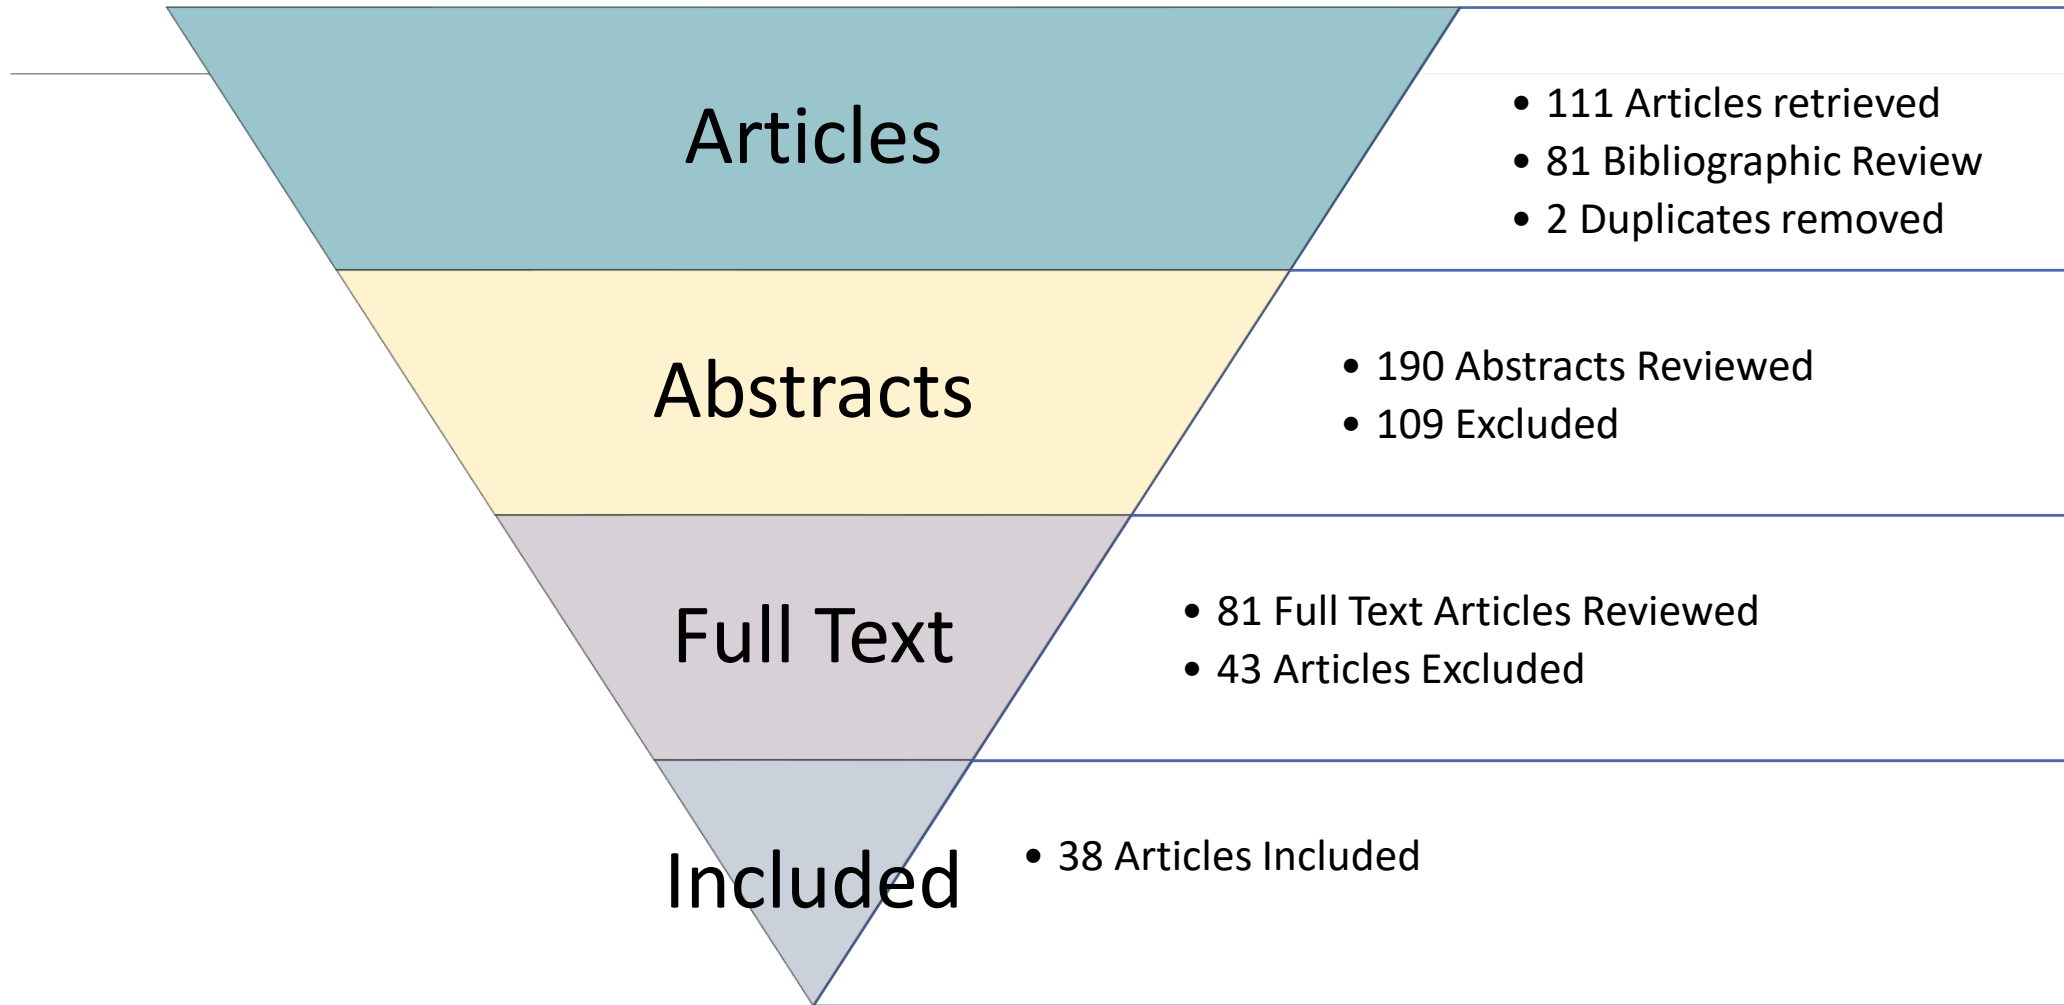 Articles
• 111 Articles retrieved
• 81 Bibliographic Review
• 2 Duplicates removed
Abstracts
• 190 Abstracts Reviewed
• 109 Excluded
Full Text
• 81 Full Text Articles Reviewed
• 43 Articles Excluded
Included
• 38 Articles Included